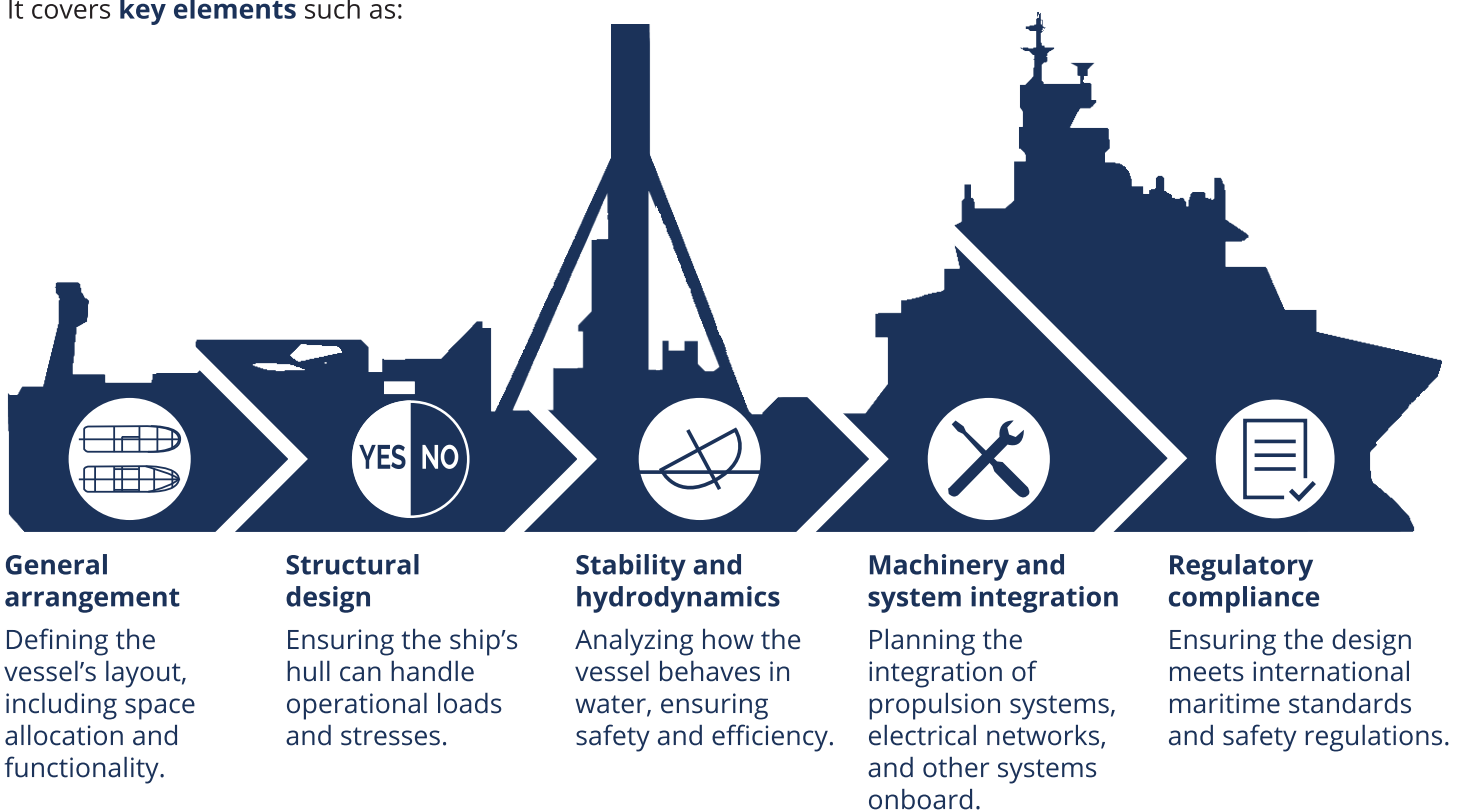 It covers key elements such as:
YES NO
General
arrangement
Defining the
vessel’s layout,
including space
allocation and
functionality.
Structural
design
Ensuring the ship’s
hull can handle
operational loads
and stresses.
Stability and
hydrodynamics
Analyzing how the
vessel behaves in
water, ensuring
safety and efficiency.
Machinery and
system integration
Planning the
integration of
propulsion systems,
electrical networks,
and other systems
onboard.
Regulatory
compliance
Ensuring the design
meets international
maritime standards
and safety regulations.